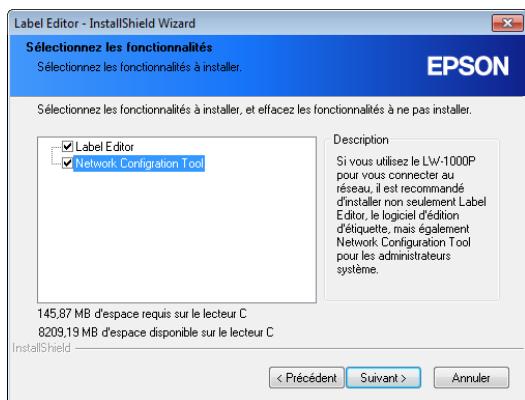 Label Editor - InstallShield Wizard
Sélectionnez les fonctionnalités
Sélectionnez les fonctionnalités à installer.
EPSON
Sélectionnez les fonctionnalités à installer, et effacez les fonctionnalités à ne pas installer.
Label Editor
Network Configration Tool
Description
Si vous utilisez le LW-1000P
pour vous connecter au
réseau, il est recommandé
d'installer non seulement Label
Editor, le logiciel d'édition
d'étiquette, mais également
Network Configuration Tool
pour les administrateurs
système.
145,87 MB d'espace requis sur le lecteur C
8209,19 MB d'espace disponible sur le lecteur C
InstallShield
< Précédent
Suivant >
Annuler